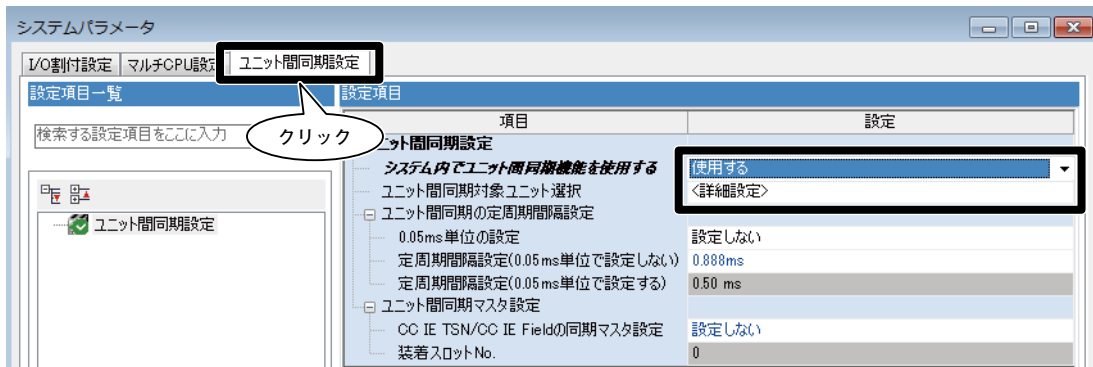 システムパラメータ
I/O割付設定 マルチCPU設定 ユニット間同期設定
設定項目一覧
検索する設定項目をここに入力
クリック
ユニット間同期設定
設定項目
項目 設定
ユニット間同期設定
システム内でユニット間同期機能を使用する 使用する
ユニット間同期対象ユニット選択 <詳細設定>
ユニット間同期の定周期間隔設定
0.05ms単位の設定 設定しない
定周期間隔設定(0.05ms単位で設定しない) 0.888ms
定周期間隔設定(0.05ms単位で設定する) 0.50 ms
ユニット間同期マスタ設定
CC IE TSN/CC IE Fieldの同期マスタ設定 設定しない
装着スロットNo. 0